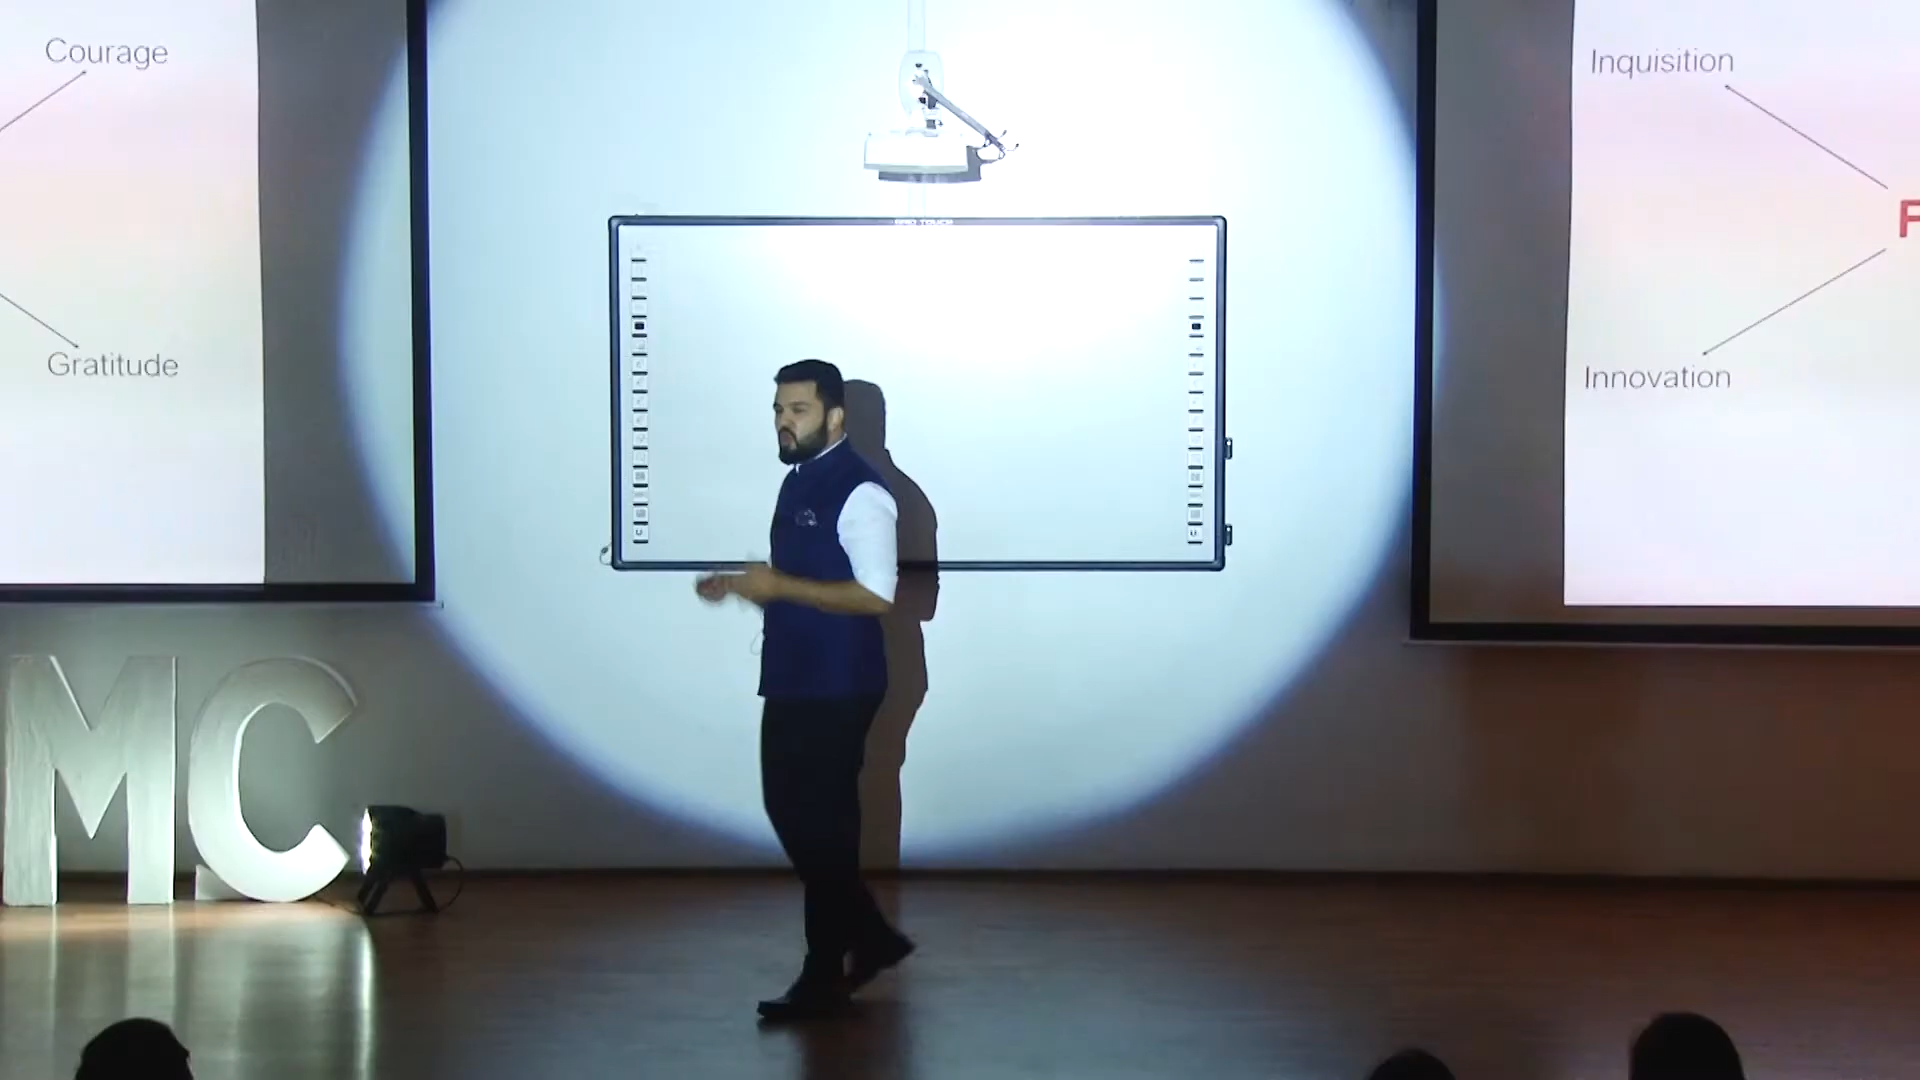 Courage
Gratitude
Inquisition
F
Innovation
MC